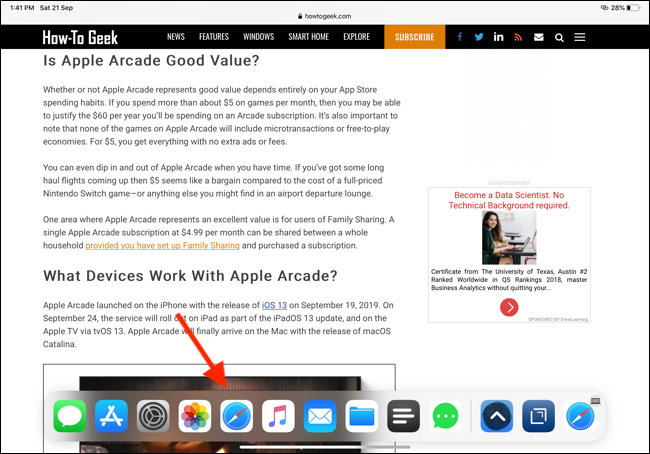 1:41 PM Sat 21 Sep
28%
howtogeek.com
How-To Geek
NEWS FEATURES WINDOWS SMART HOME EXPLORE SUBSCRIBE
Is Apple Arcade Good Value?
Whether or not Apple Arcade represents good value depends entirely on your App Store
spending habits. If you spend more than about $5 on games per month, then you may be able
to justify the $60 per year you'll be spending on an Arcade subscription. It's also important to
note that none of the games on Apple Arcade will include microtransactions or free-to-play
economies. For $5, you get everything with no extra ads or fees.
You can even dip in and out of Apple Arcade when you have time. If you've got some long
haul flights coming up then $5 seems like a bargain compared to the cost of a full-priced
Nintendo Switch game—or anything else you might find in an airport departure lounge.
One area where Apple Arcade represents an excellent value is for users of Family Sharing. A
single Apple Arcade subscription at $4.99 per month can be shared between a whole
household provided you have set up Family Sharing and purchased a subscription.
ADVERTISEMENT
Become a Data Scientist. No
Technical Background required.
Certificate from The University of Texas, Austin #2
Ranked Worldwide in QS Rankings 2018, master
Business Analytics without quitting your...
SPONSORED BY GreatLearning
What Devices Work With Apple Arcade?
Apple Arcade launched on the iPhone with the release of iOS 13 on September 19, 2019. On
September 24, the service will roll out on iPad as part of the iPadOS 13 update, and on the
Apple TV via tvOS 13. Apple Arcade will finally arrive on the Mac with the release of macOS
Catalina.